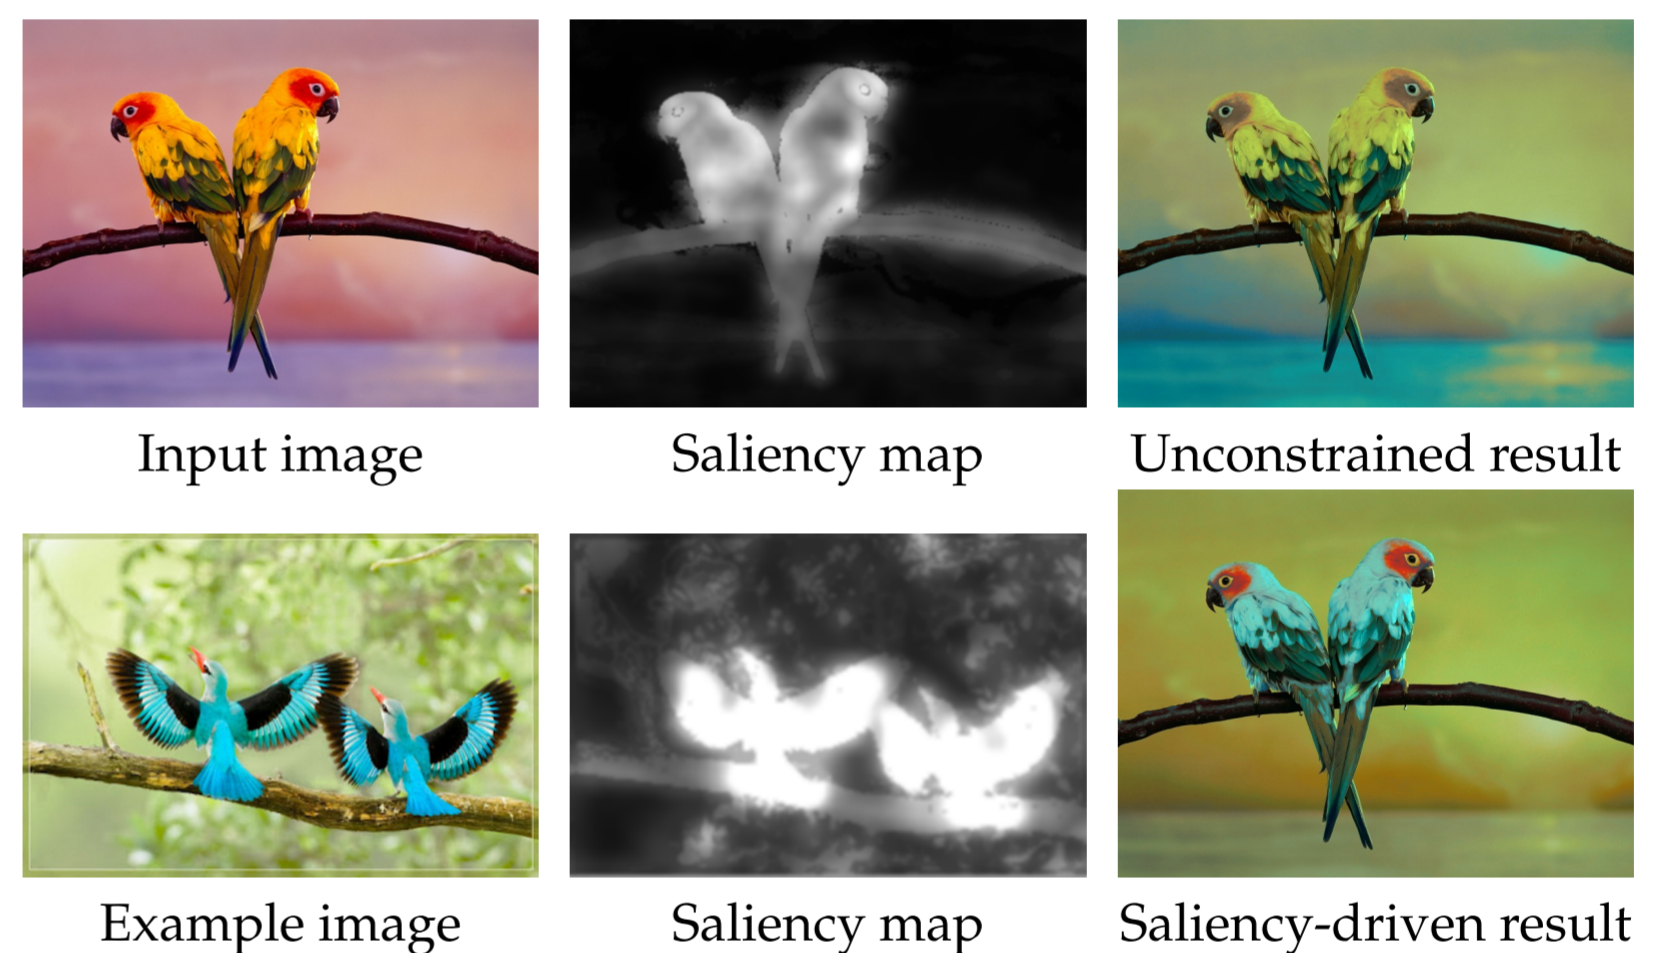 Input image
Saliency map
Unconstrained result
Example image
Saliency map
Saliency-driven result